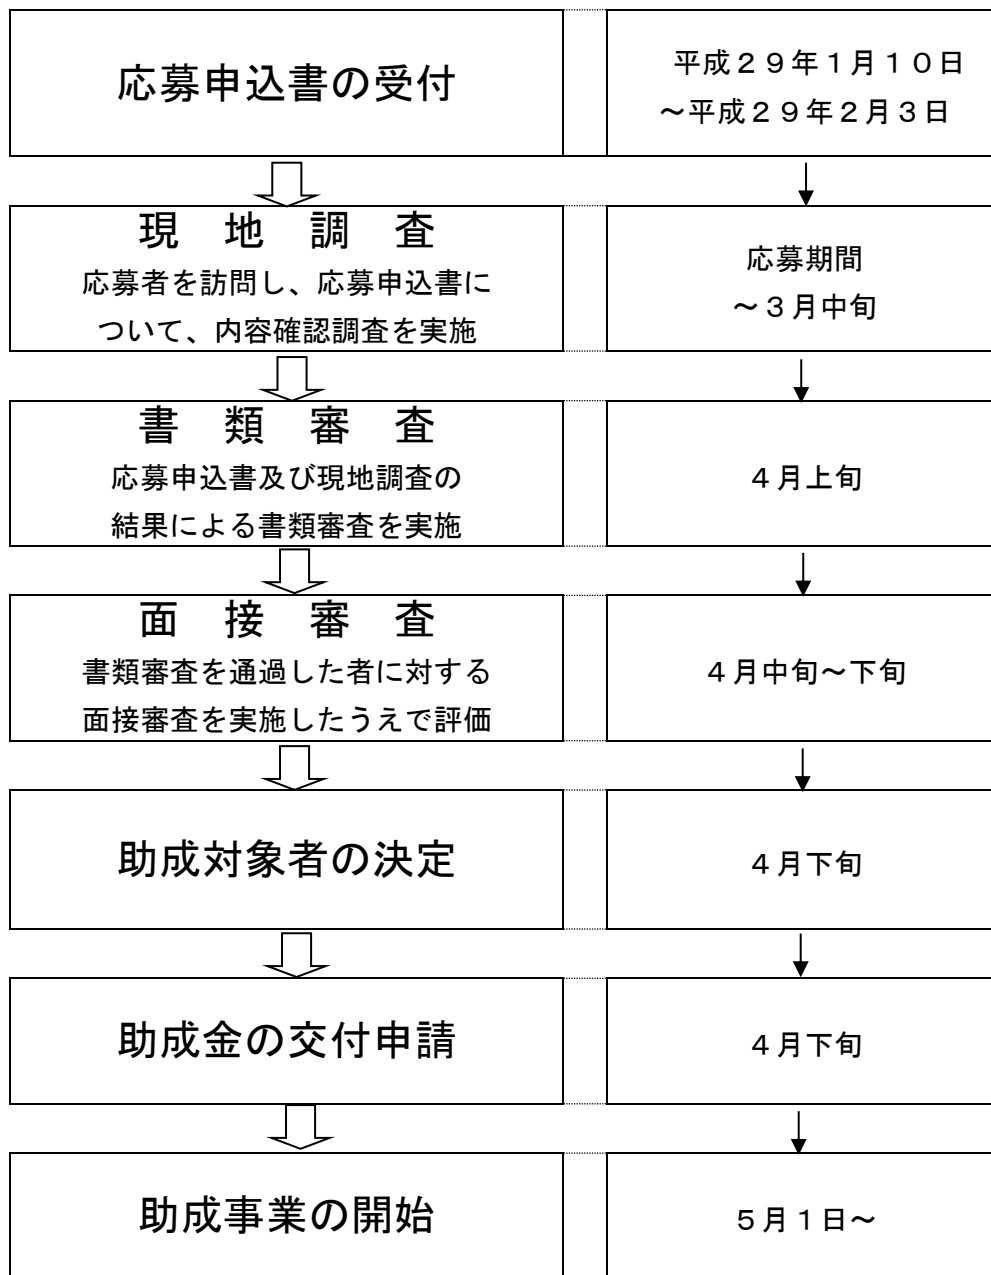 応募申込書の受付
平成２９年１月１０日
～平成２９年２月３日
現　地　調　査
応募者を訪問し、応募申込書に
ついて、内容確認調査を実施
応募期間
～３月中旬
書　類　審　査
応募申込書及び現地調査の
結果による書類審査を実施
４月上旬
面　接　審　査
書類審査を通過した者に対する
面接審査を実施したうえで評価
４月中旬～下旬
助成対象者の決定
４月下旬
助成金の交付申請
４月下旬
助成事業の開始
５月１日～